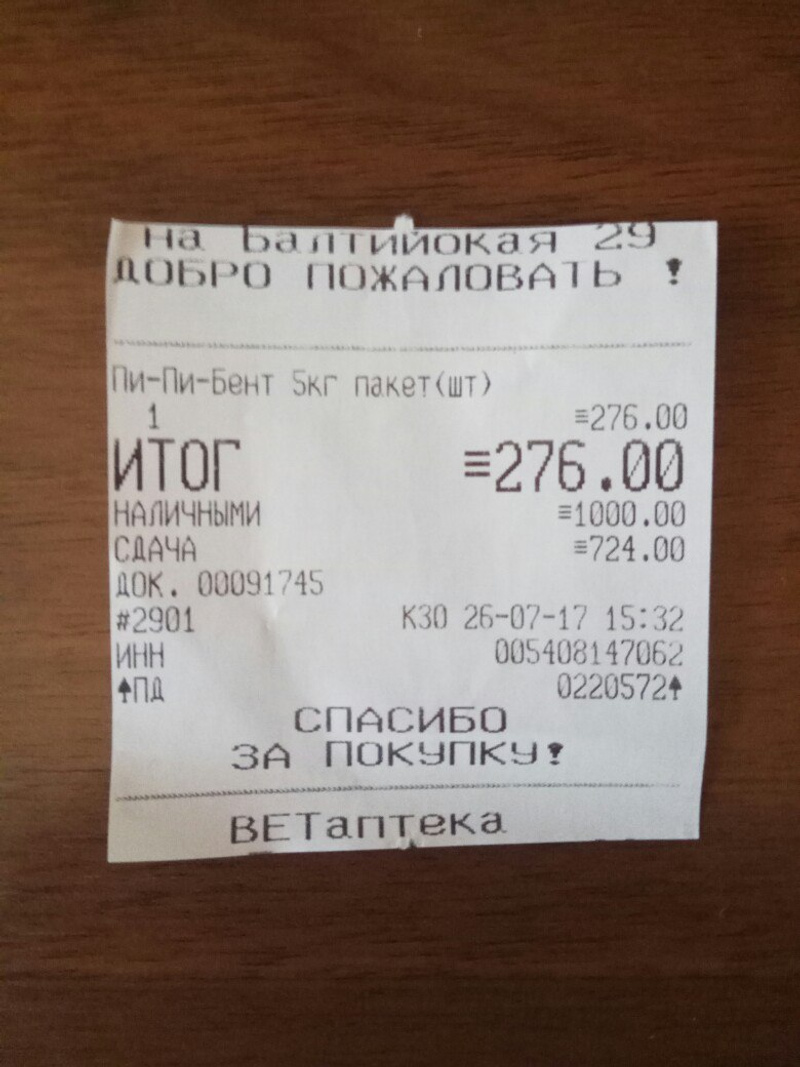 на Балтийокая 29
ДОБРО ПОЖАЛОВАТЬ !
Пи-Пи-Бент 5кг пакет(шт)
1 ≡276.00
ИТОГ ≡276.00
НАЛИЧНЫМИ ≡1000.00
СДАЧА ≡724.00
ДОК. 00091745
#2901 К30 26-07-17 15:32
ИНН 005408147062
ПД 0220572
СПАСИБО
ЗА ПОКУПКУ!
ВЕТаптека